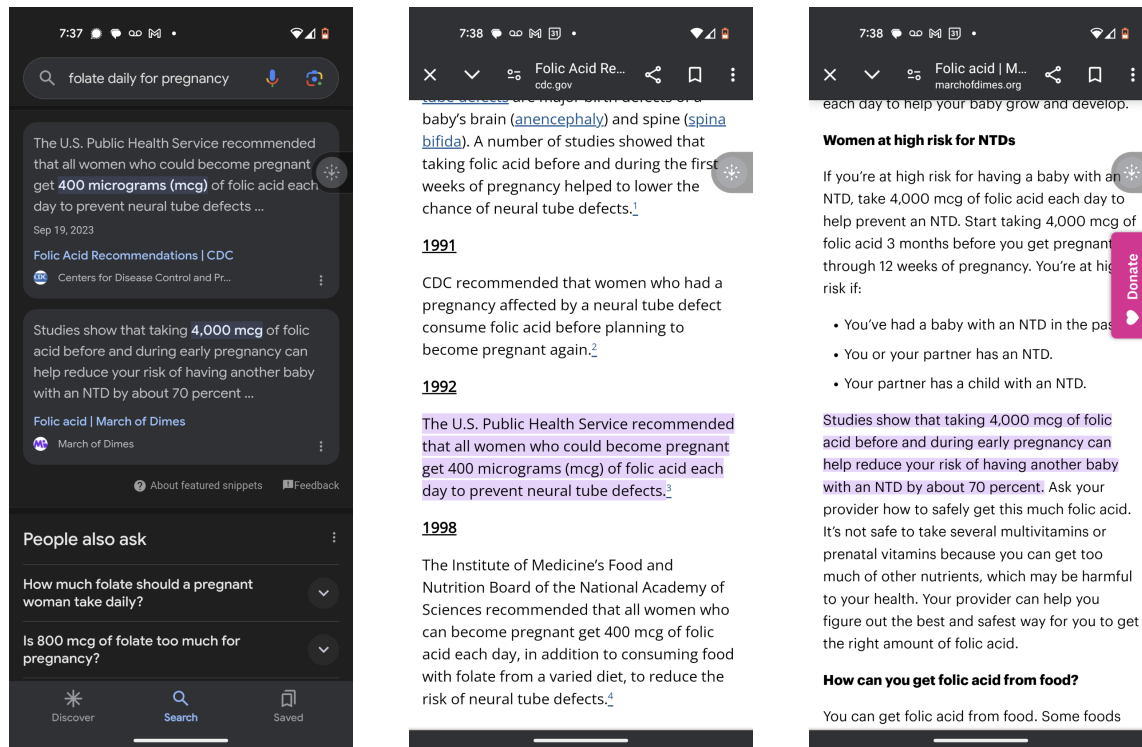 7:37
folate daily for pregnancy
The U.S. Public Health Service recommended
that all women who could become pregnant
get 400 micrograms (mcg) of folic acid each
day to prevent neural tube defects ...
Sep 19, 2023
Folic Acid Recommendations | CDC
CDC
Centers for Disease Control and Pr...
Studies show that taking 4,000 mcg of folic
acid before and during early pregnancy can
help reduce your risk of having another baby
with an NTD by about 70 percent ...
Folic acid | March of Dimes
March of Dimes
About featured snippets
Feedback
People also ask
How much folate should a pregnant
woman take daily?
Is 800 mcg of folate too much for
pregnancy?
Discover
Search
Saved
7:38
31
Folic Acid Re...
cdc.gov
tube defects are major birth defects of a
baby's brain (anencephaly) and spine (spina
bifida). A number of studies showed that
taking folic acid before and during the first
weeks of pregnancy helped to lower the
chance of neural tube defects.1
1991
CDC recommended that women who had a
pregnancy affected by a neural tube defect
consume folic acid before planning to
become pregnant again.2
1992
The U.S. Public Health Service recommended
that all women who could become pregnant
get 400 micrograms (mcg) of folic acid each
day to prevent neural tube defects.3
1998
The Institute of Medicine's Food and
Nutrition Board of the National Academy of
Sciences recommended that all women who
can become pregnant get 400 mcg of folic
acid each day, in addition to consuming food
with folate from a varied diet, to reduce the
risk of neural tube defects.4
7:38
31
Folic acid | M...
marchofdimes.org
each day to help your baby grow and develop.
Women at high risk for NTDs
If you're at high risk for having a baby with an
NTD, take 4,000 mcg of folic acid each day to
help prevent an NTD. Start taking 4,000 mcg of
folic acid 3 months before you get pregnant
through 12 weeks of pregnancy. You're at hig
risk if:
• You've had a baby with an NTD in the pas
• You or your partner has an NTD.
• Your partner has a child with an NTD.
Donate
Studies show that taking 4,000 mcg of folic
acid before and during early pregnancy can
help reduce your risk of having another baby
with an NTD by about 70 percent. Ask your
provider how to safely get this much folic acid.
It's not safe to take several multivitamins or
prenatal vitamins because you can get too
much of other nutrients, which may be harmful
to your health. Your provider can help you
figure out the best and safest way for you to get
the right amount of folic acid.
How can you get folic acid from food?
You can get folic acid from food. Some foods